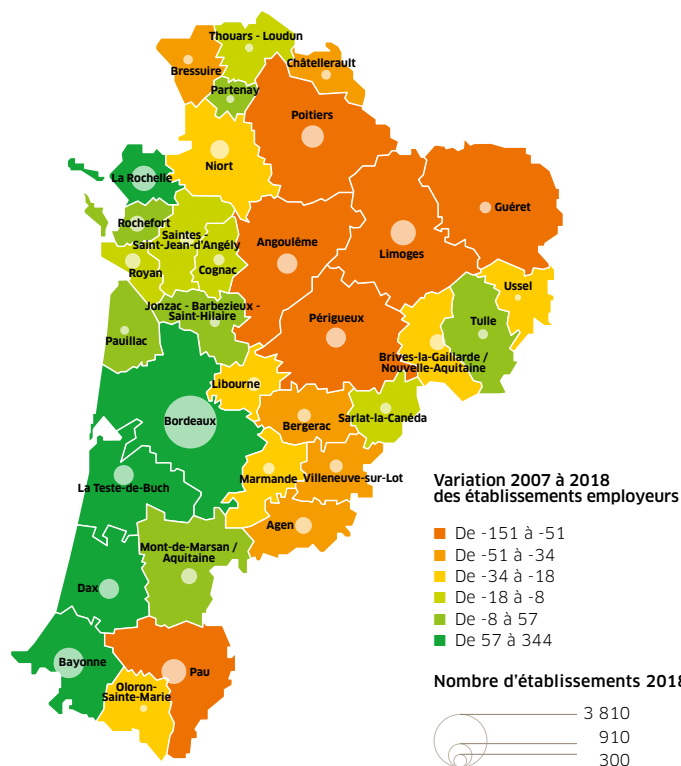 Thouars - Loudun
Châtellerault
Bressuire
Partenay
Poitiers
Niort
La Rochelle
Guéret
Rochefort
Saintes -
Saint-Jean-d'Angély
Angoulême
Limoges
Royan
Cognac
Ussel
Jonzac - Barbezieux -
Saint-Hilaire
Périgueux
Tulle
Pauillac
Brives-la-Gaillarde /
Nouvelle-Aquitaine
Libourne
Bordeaux
Bergerac
Sarlat-la-Canéda
La Teste-de-Buch
Marmande
Villeneuve-sur-Lot
Agen
Mont-de-Marsan /
Aquitaine
Dax
Bayonne
Pau
Oloron-
Sainte-Marie
Variation 2007 à 2018
des établissements employeurs
De -151 à -51
De -51 à -34
De -34 à -18
De -18 à -8
De -8 à 57
De 57 à 344
Nombre d'établissements 2018
3 810
910
300